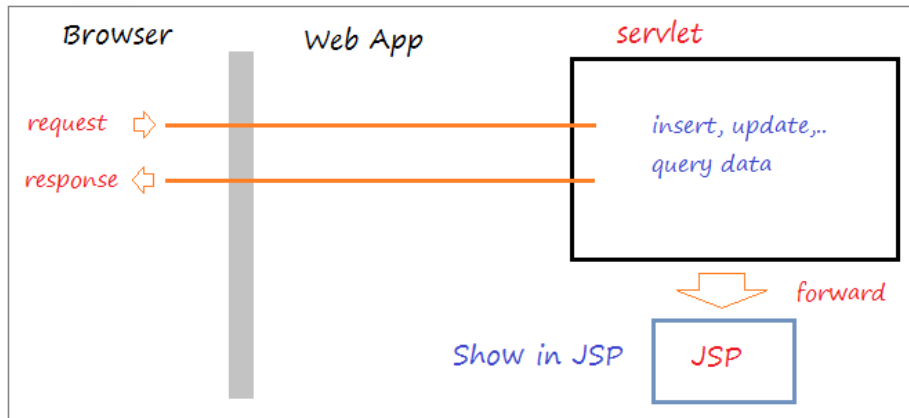 Browser
Web App
servlet
request
insert, update,..
response
query data
forward
Show in JSP
JSP